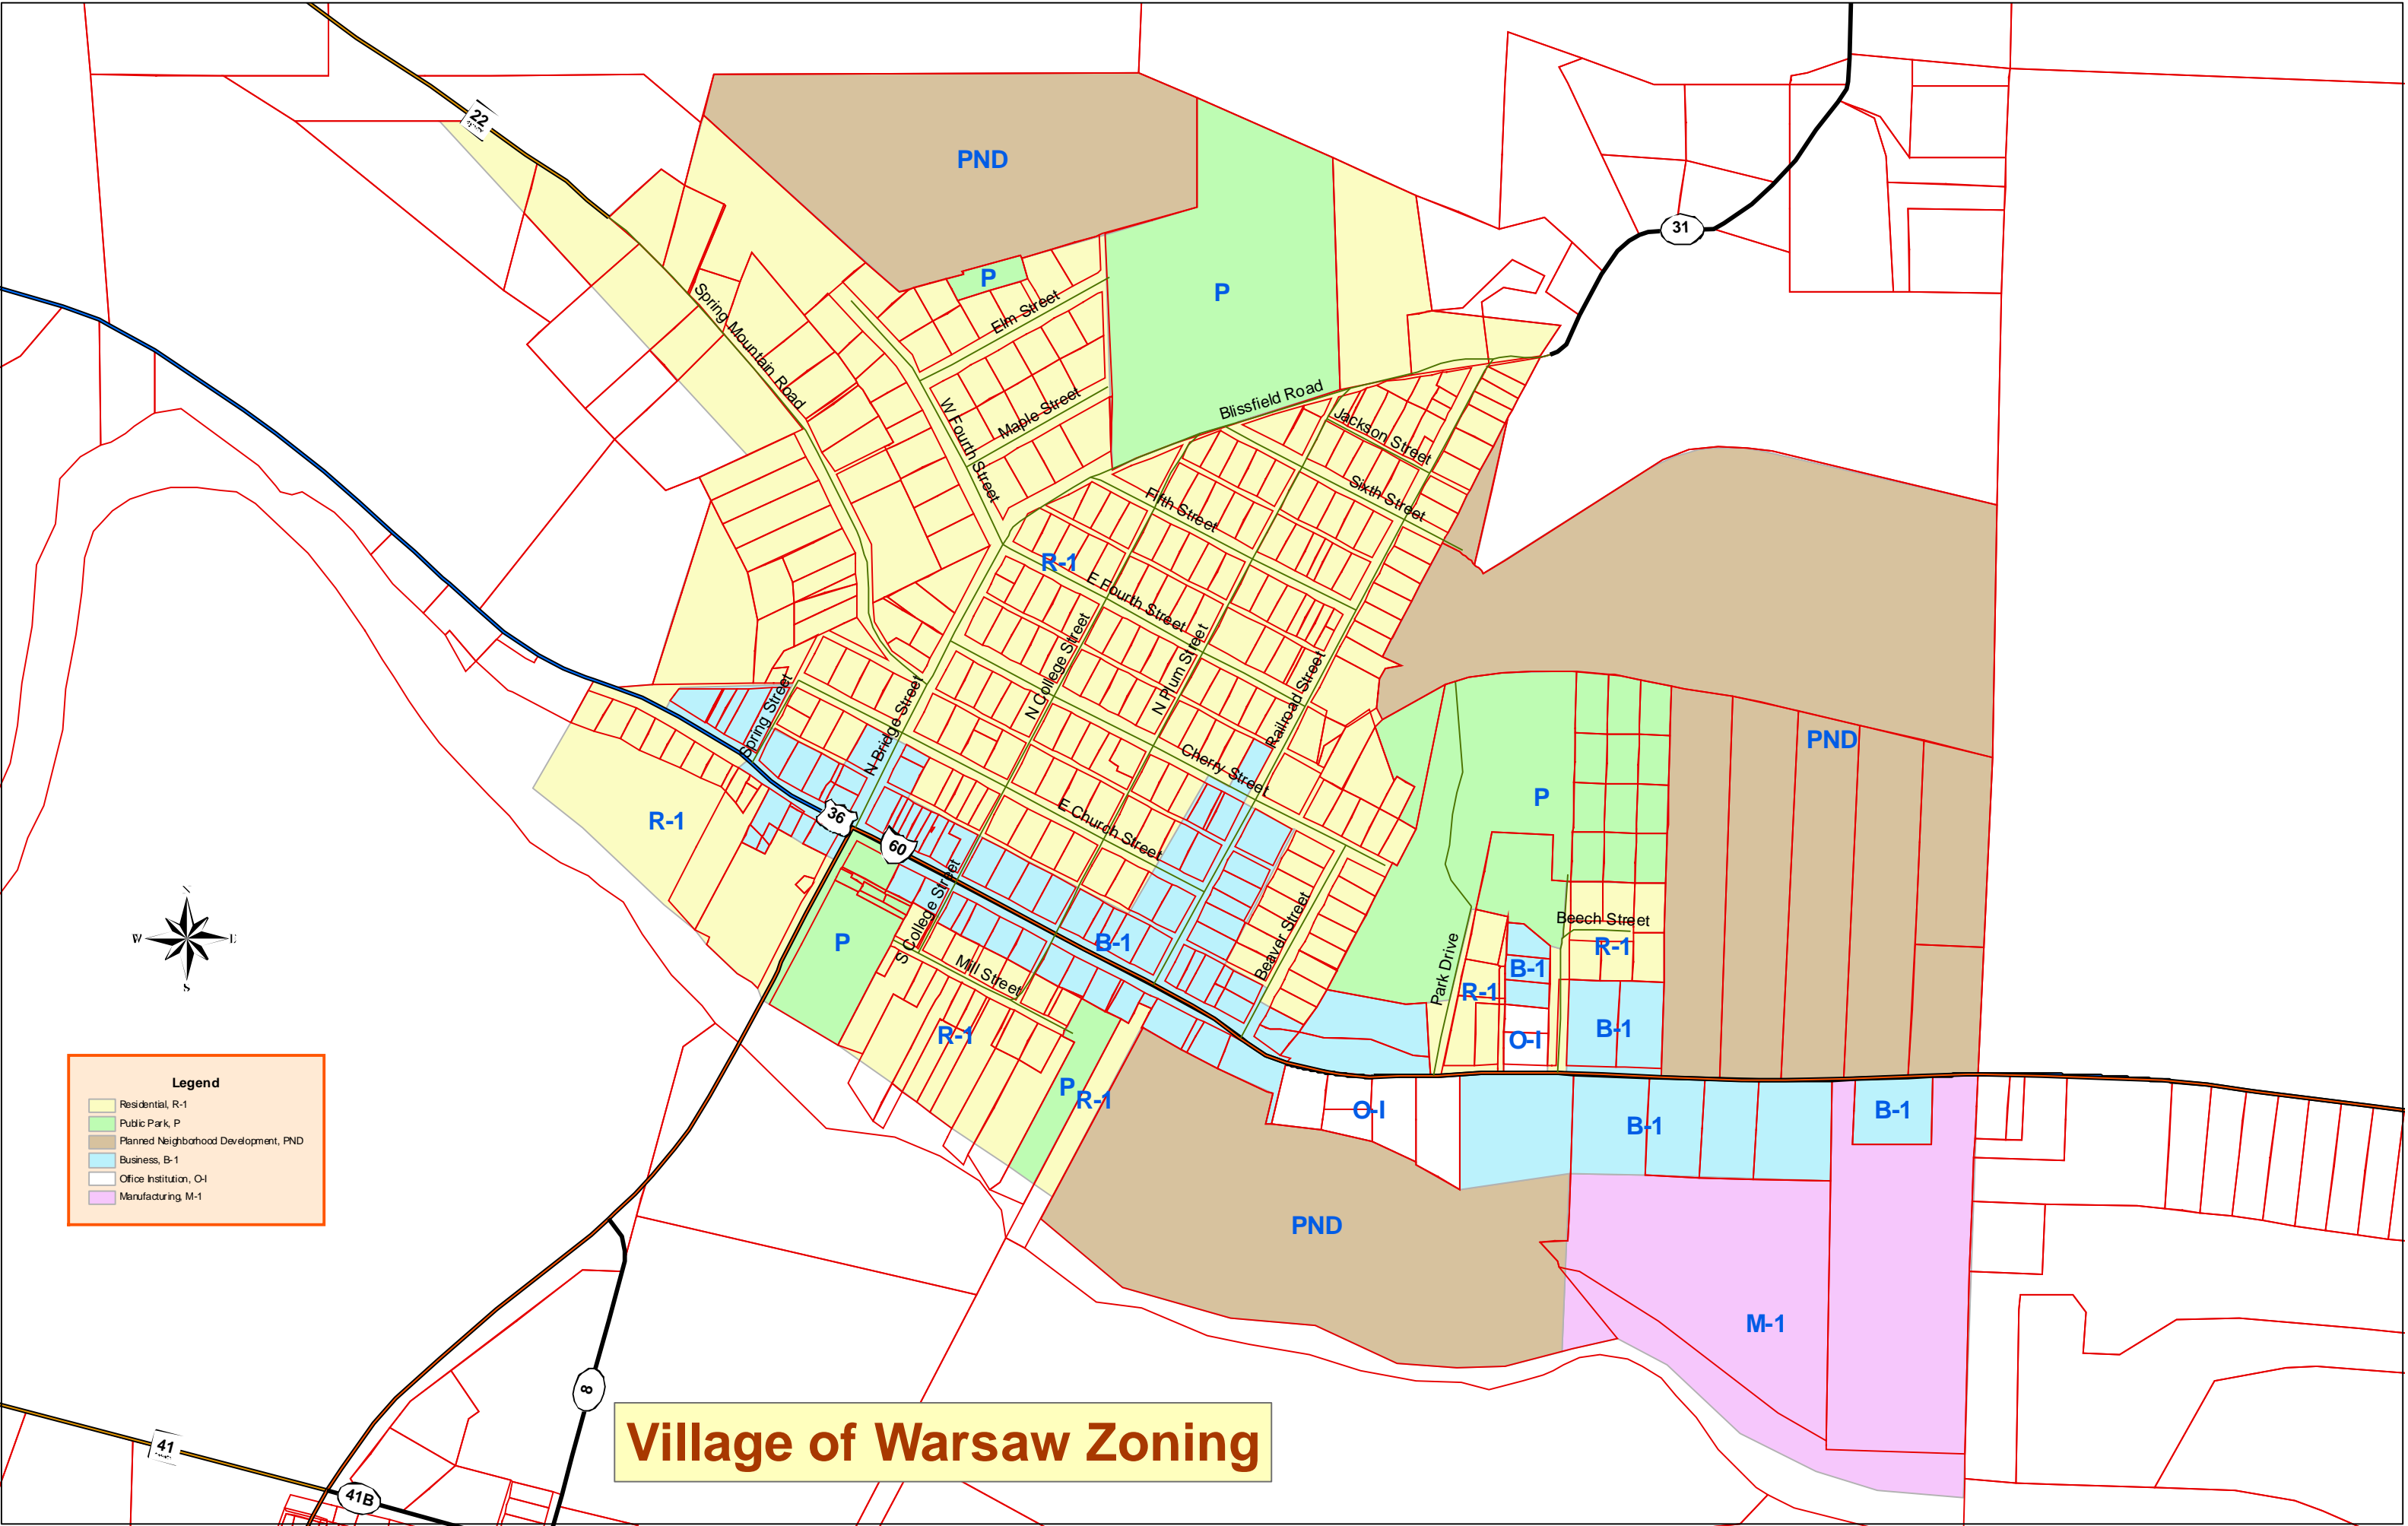 22
PND
31
P
P
Elm Street
Spring Mountain Road
Blissfield Road
Maple Street
W Fourth Street
Jackson Street
Sixth Street
Fifth Street
R-1
E Fourth Street
N College Street
N Plum Street
Railroad Street
Spring Street
N Bridge Street
PND
Cherry Street
P
R-1
36
60
E Church Street
Beech Street
P
S College Street
B-1
Beaver Street
R-1
Mill Street
Park Drive
B-1
R-1
R-1
O-I
B-1
W
E
S
P
R-1
O-I
B-1
B-1
Legend
Residential, R-1
Public Park, P
Planned Neighborhood Development, PND
Business, B-1
Office Institution, O-I
Manufacturing, M-1
PND
M-1
8
Village of Warsaw Zoning
41
41B